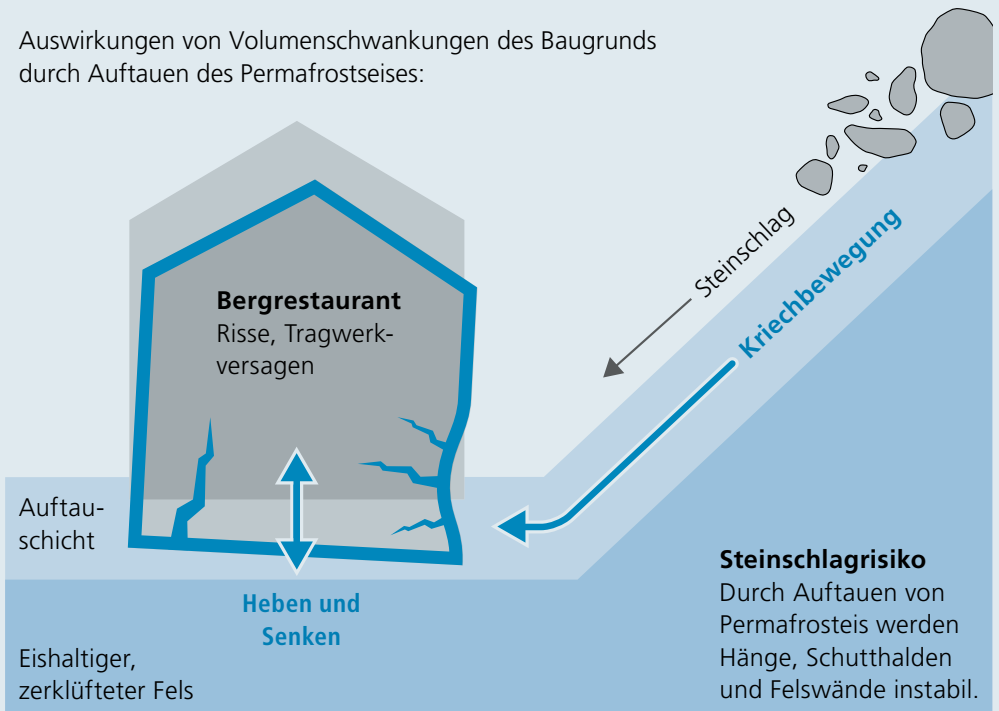 Auswirkungen von Volumenschwankungen des Baugrunds
durch Auftauen des Permafrostseises:
Steinschlag
Kriechbewegung
Bergrestaurant
Risse, Tragwerk-
versagen
Auftau-
schicht
Heben und
Senken
Eishaltiger,
zerklüfteter Fels
Steinschlagrisiko
Durch Auftauen von
Permafrosteis werden
Hänge, Schutthalden
und Felswände instabil.